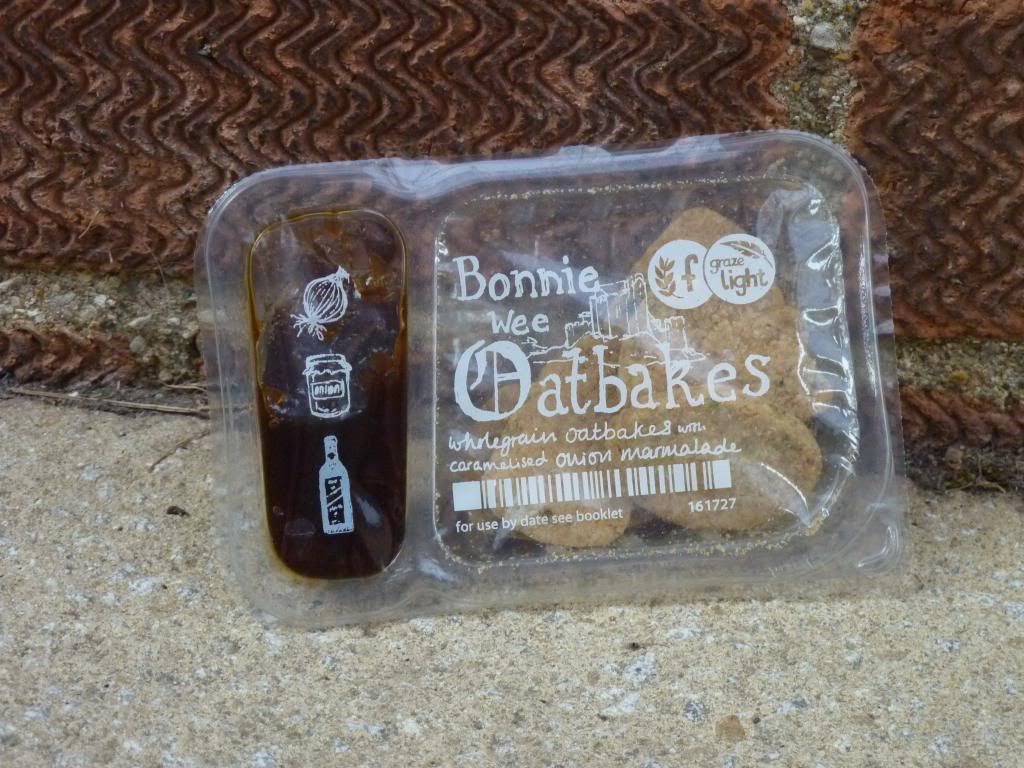 Bonnie
wee
Oatbakes
f
graze
light
wholegrain oatbakes with
caramelised onion marmalade
161727
for use by date see booklet
onion